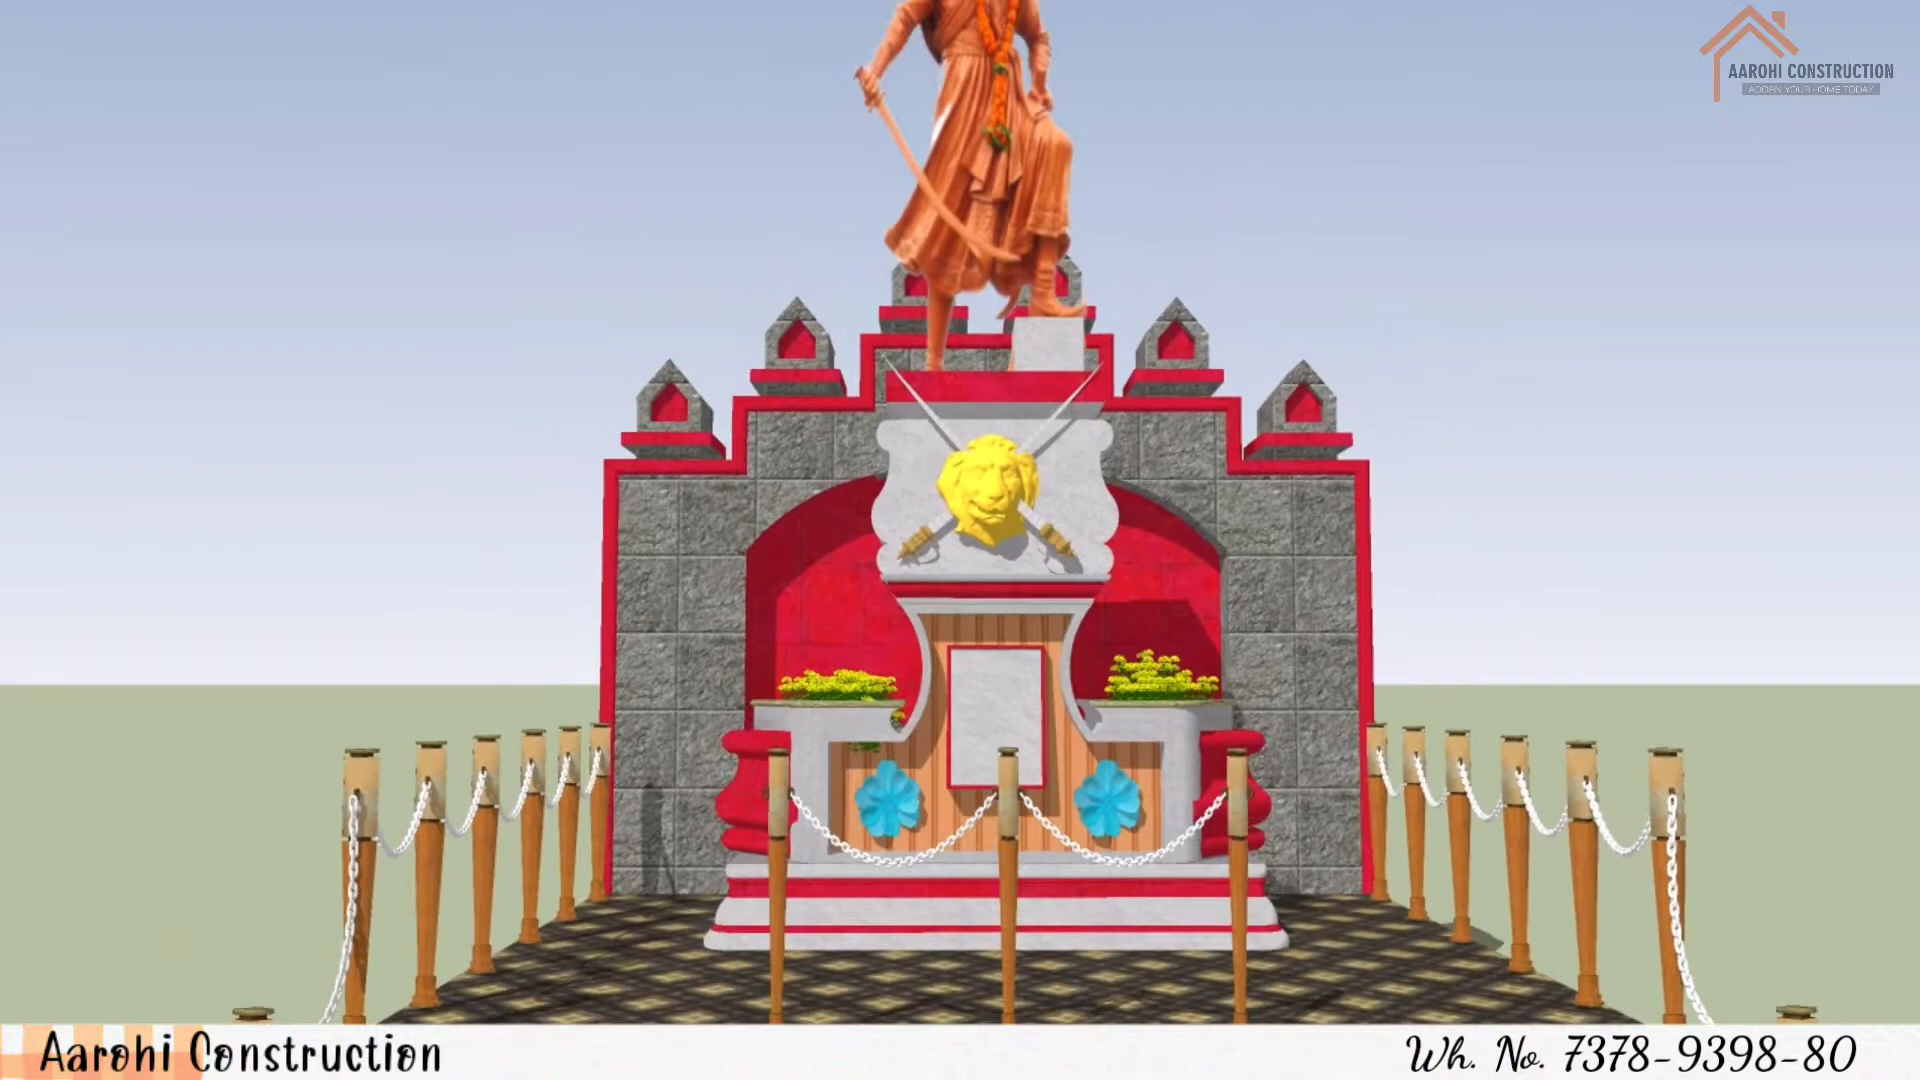 AAROHI CONSTRUCTION
ADORN YOUR HOME TODAY
Aarohi Construction
Wh. No. 7378-9398-80